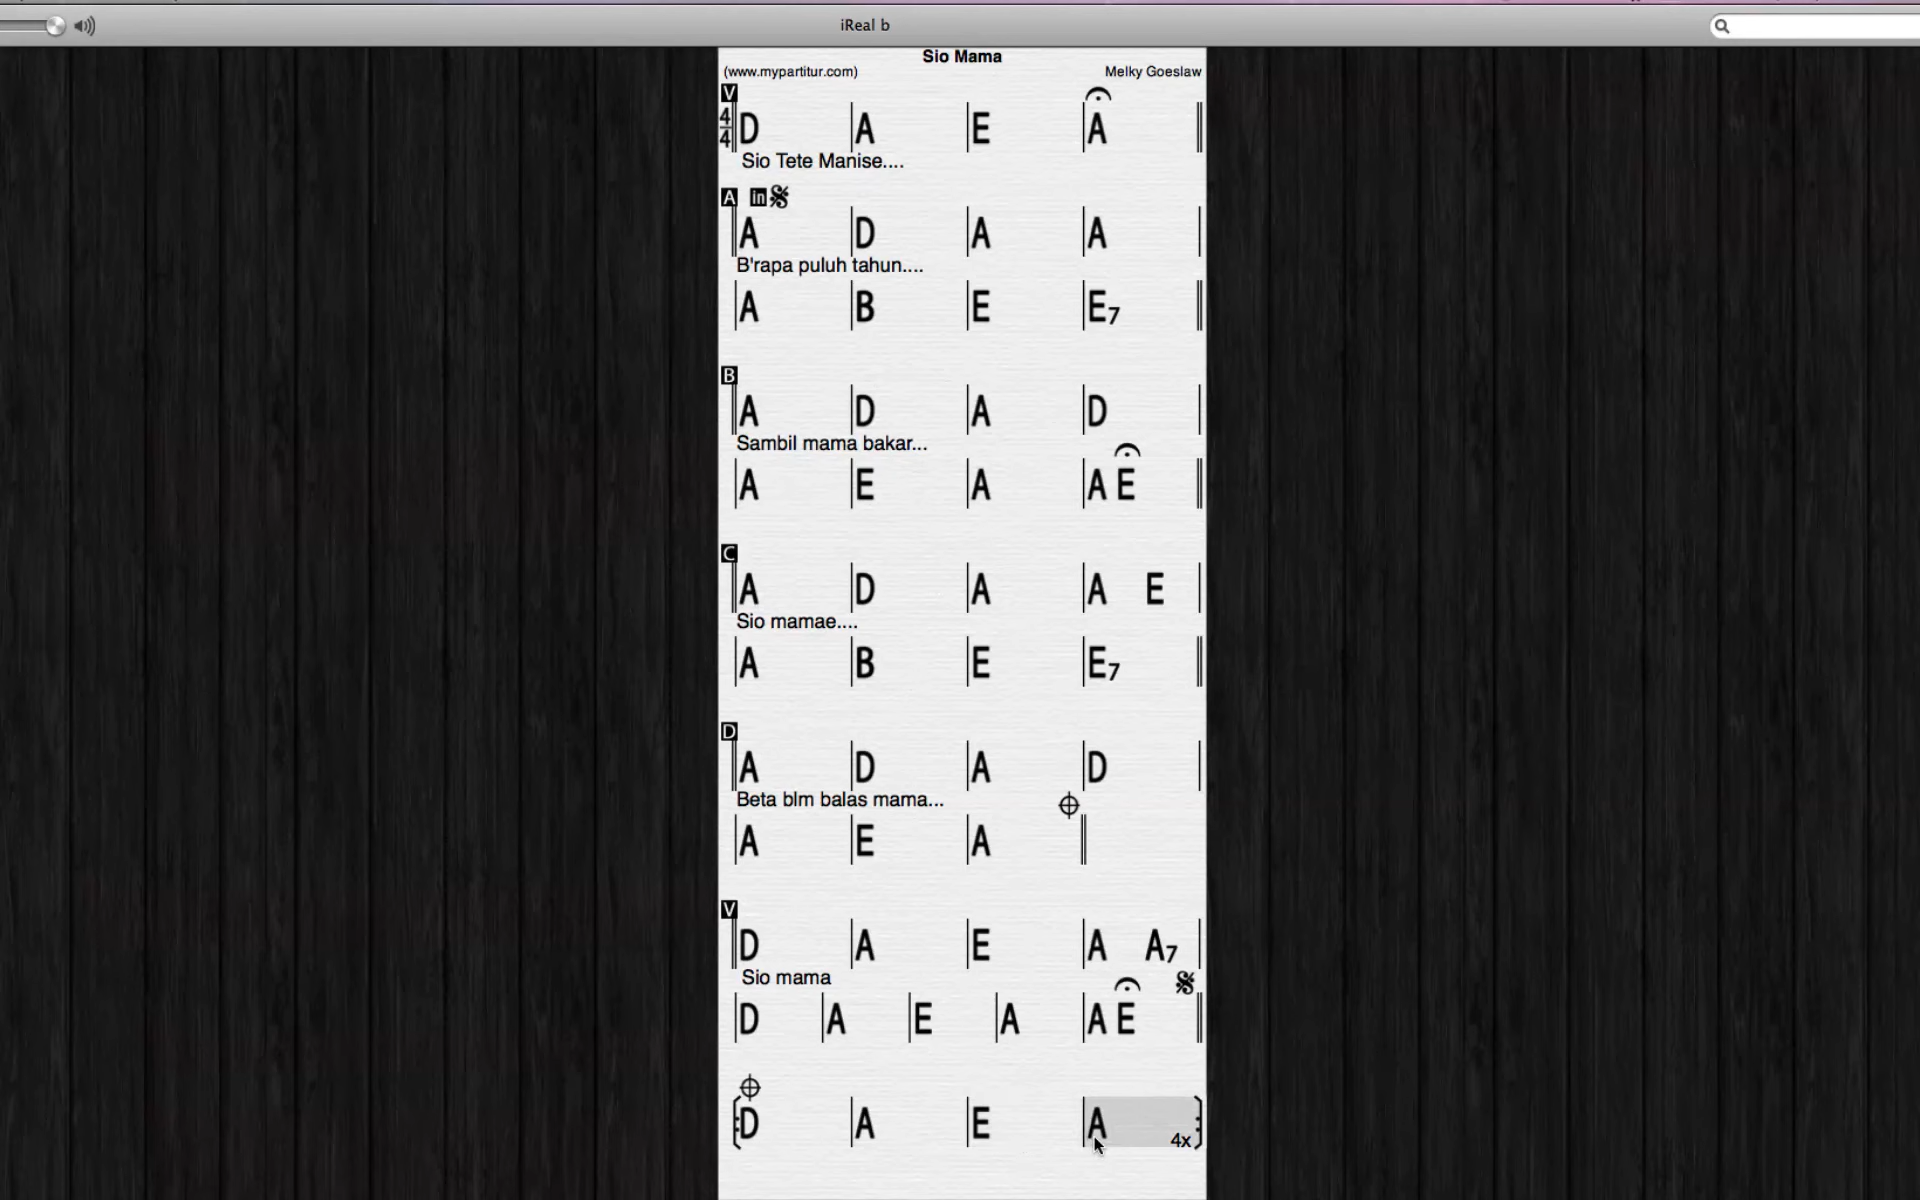 iReal b
Sio Mama
(www.mypartitur.com) Melky Goeslaw
V
4/4 D A E A
Sio Tete Manise....
A in
A D A A
B'rapa puluh tahun....
A B E E7
B
A D A D
Sambil mama bakar...
A E A A E
C
A D A A E
Sio mamae....
A B E E7
D
A D A D
Beta blm balas mama...
A E A
V
D A E A A7
Sio mama
D A E A A E
D A E A 4x